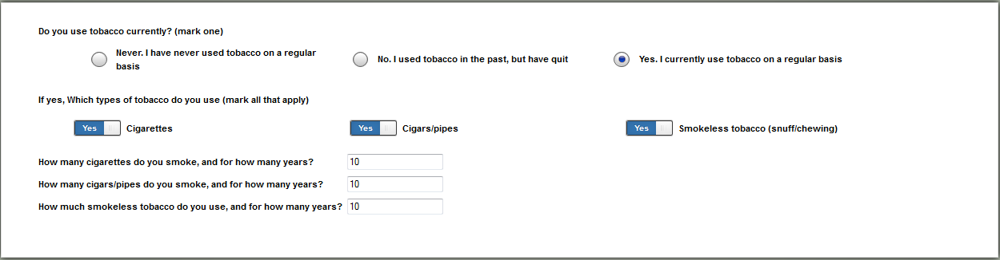 Do you use tobacco currently? (mark one)
Never. I have never used tobacco on a regular
basis
No. I used tobacco in the past, but have quit
Yes. I currently use tobacco on a regular basis
If yes, Which types of tobacco do you use (mark all that apply)
Yes Cigarettes
Yes Cigars/pipes
Yes Smokeless tobacco (snuff/chewing)
How many cigarettes do you smoke, and for how many years? 10
How many cigars/pipes do you smoke, and for how many years? 10
How much smokeless tobacco do you use, and for how many years? 10